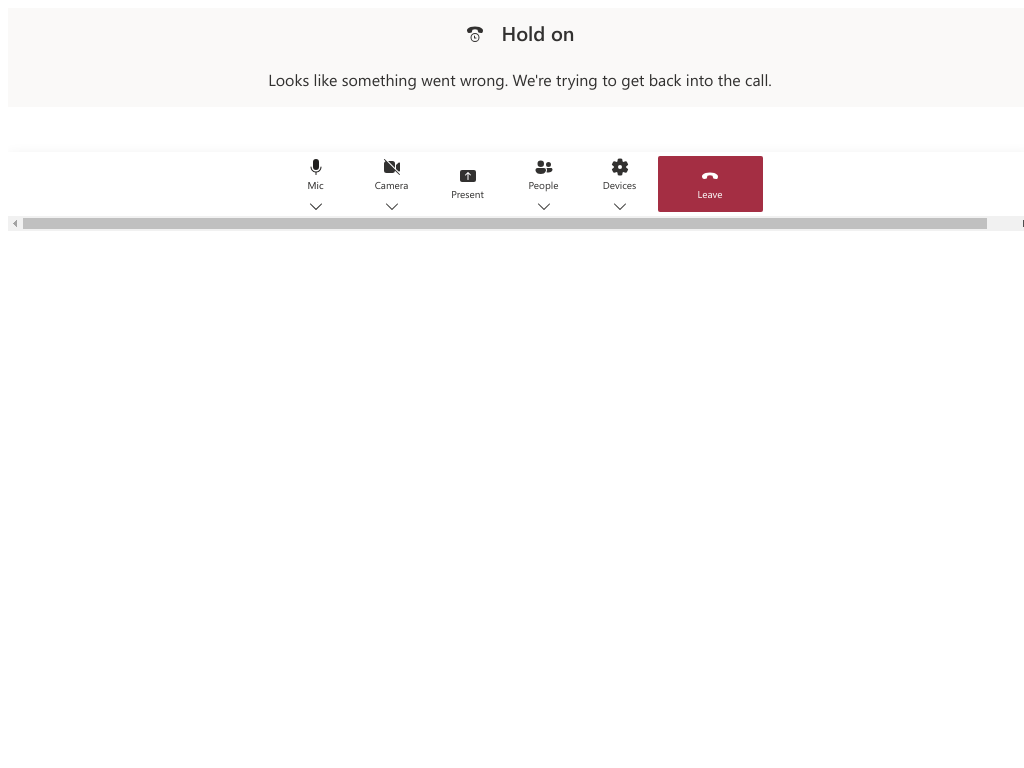 Hold on
Looks like something went wrong. We're trying to get back into the call.
Mic
Camera
Present
People
Devices
Leave